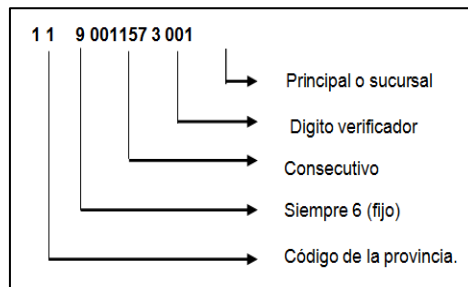 1 1 9 001157 3 001
Principal o sucursal
Digito verificador
Consecutivo
Siempre 6 (fijo)
Código de la provincia.